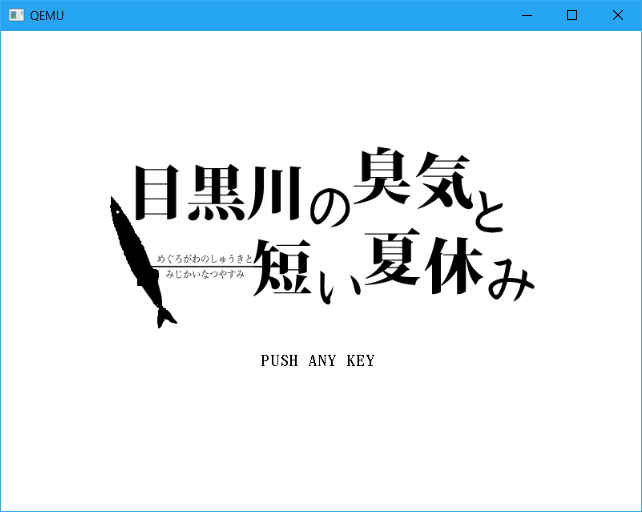 QEMU
目黒川の臭気と
めぐろがわのしゅうきと
みじかいなつやすみ
短い夏休み
PUSH ANY KEY